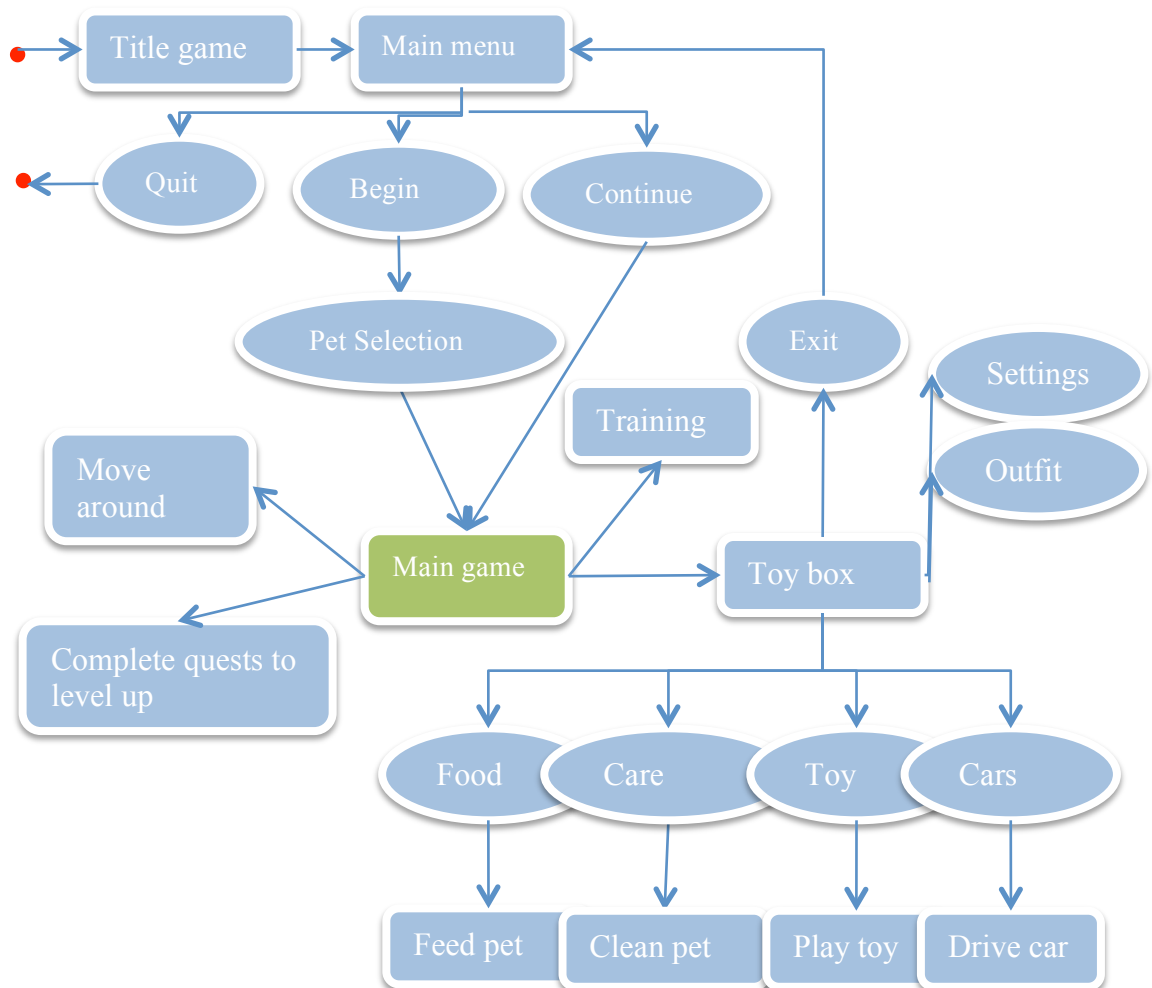 Title game
Main menu
Quit
Begin
Continue
Pet Selection
Exit
Settings
Training
Outfit
Move
around
Main game
Toy box
Complete quests to
level up
Food
Care
Toy
Cars
Feed pet
Clean pet
Play toy
Drive car